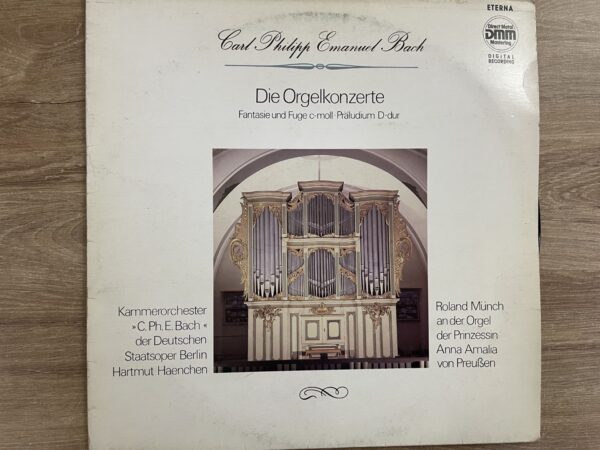 ETERNA
Direct Metal
DMM
Mastering
DIGITAL
RECORDING
Carl Philipp Emanuel Bach
Die Orgelkonzerte
Fantasie und Fuge c-moll · Präludium D-dur
Kammerorchester
»C. Ph. E. Bach«
der Deutschen
Staatsoper Berlin
Hartmut Haenchen
Roland Münch
an der Orgel
der Prinzessin
Anna Amalia
von Preußen